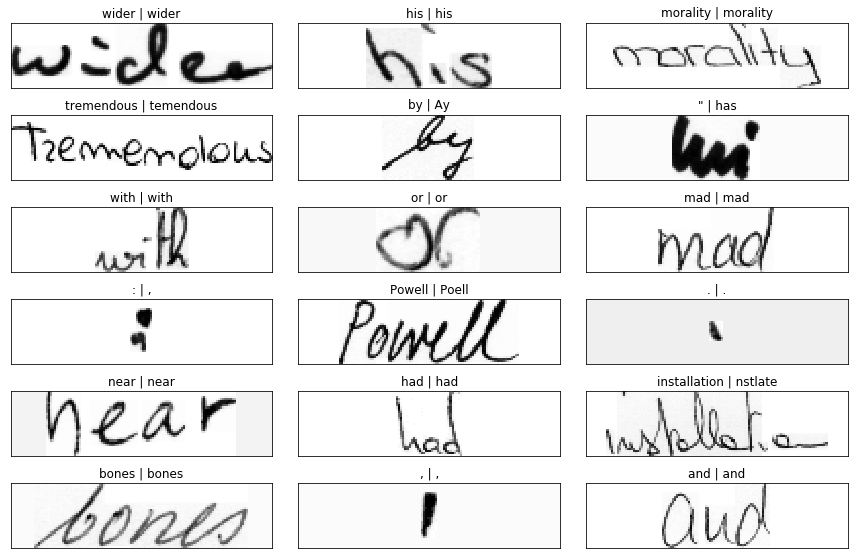 wider | wider his | his morality | morality
wider his morality
tremendous | temendous by | Ay " | has
Tremendous by
with | with or | or mad | mad
with or mad
: | , Powell | Poell . | .
; Powell .
near | near had | had installation | nstlate
near had installation
bones | bones , | , and | and
bones , and